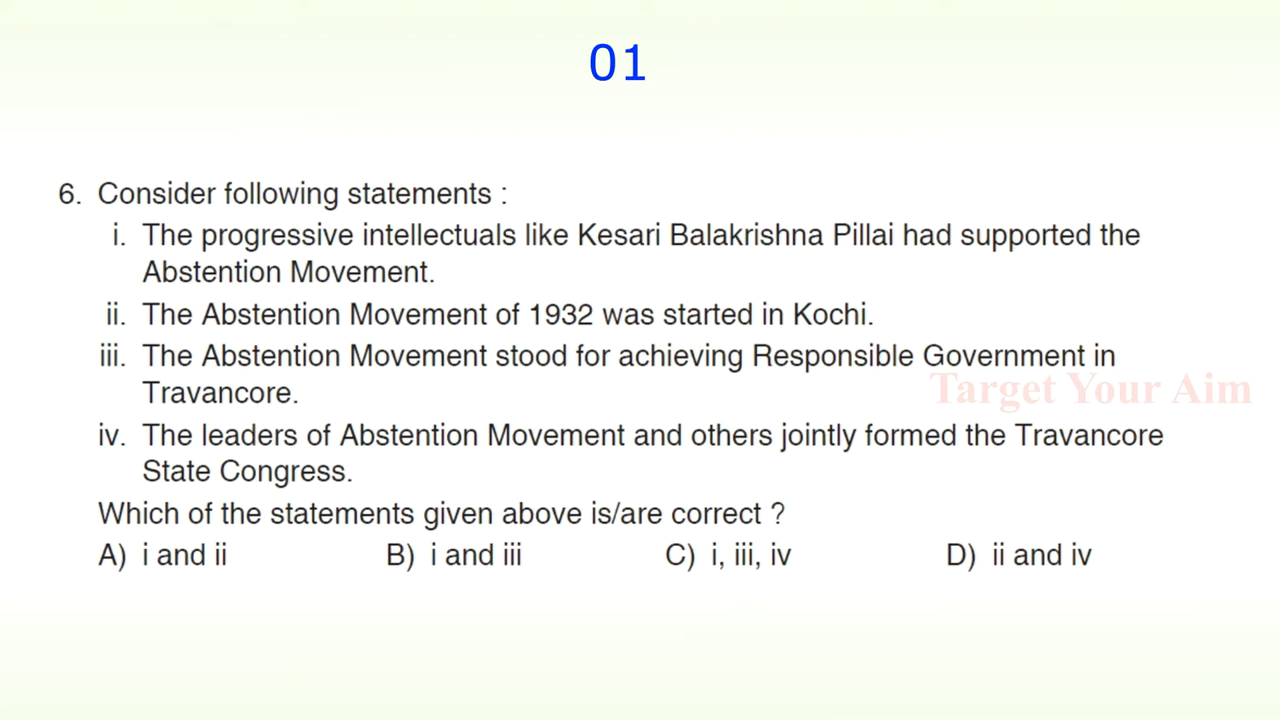 01
6. Consider following statements :
i. The progressive intellectuals like Kesari Balakrishna Pillai had supported the
Abstention Movement.
ii. The Abstention Movement of 1932 was started in Kochi.
iii. The Abstention Movement stood for achieving Responsible Government in
Travancore.
Target Your Aim
iv. The leaders of Abstention Movement and others jointly formed the Travancore
State Congress.
Which of the statements given above is/are correct ?
A) i and ii B) i and iii C) i, iii, iv D) ii and iv